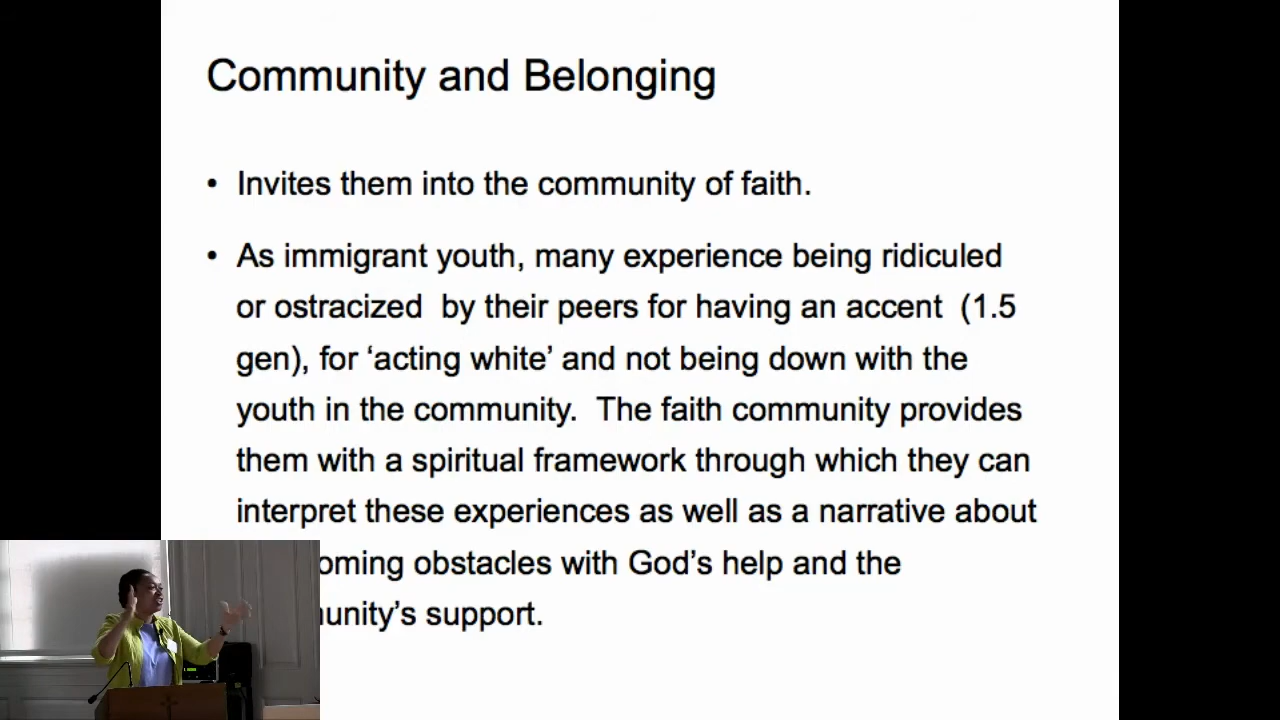 Community and Belonging
• Invites them into the community of faith.
• As immigrant youth, many experience being ridiculed
or ostracized  by their peers for having an accent  (1.5
gen), for ‘acting white’ and not being down with the
youth in the community.  The faith community provides
them with a spiritual framework through which they can
interpret these experiences as well as a narrative about
obstacles with God’s help and the
support.